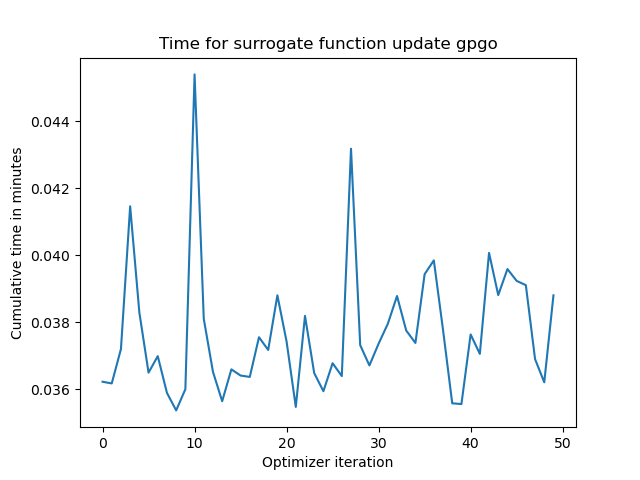 Time for surrogate function update gpgo
Cumulative time in minutes
0.044
0.042
0.040
0.038
0.036
0 10 20 30 40 50
Optimizer iteration